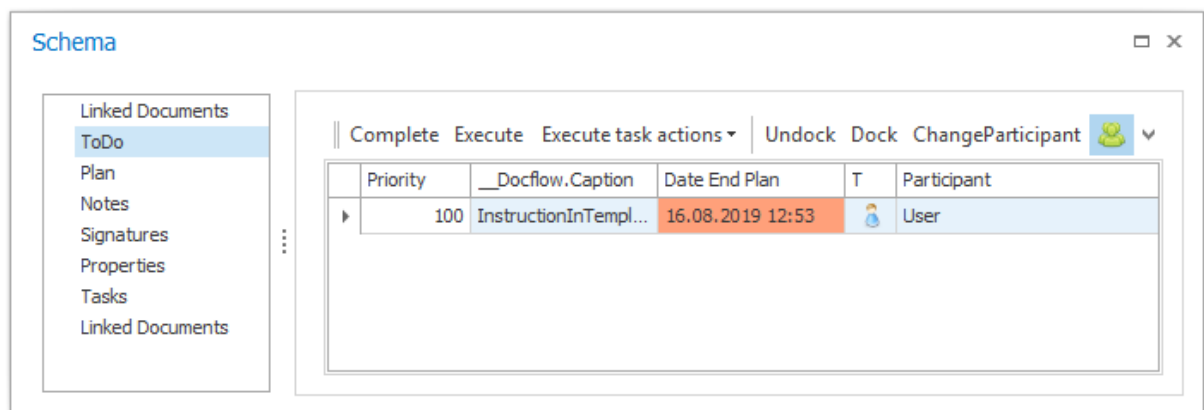 Schema
Linked Documents
ToDo
Plan
Notes
Signatures
Properties
Tasks
Linked Documents
Complete Execute Execute task actions Undock Dock ChangeParticipant
Priority __Docflow.Caption Date End Plan T Participant
100 InstructionInTempl... 16.08.2019 12:53 User